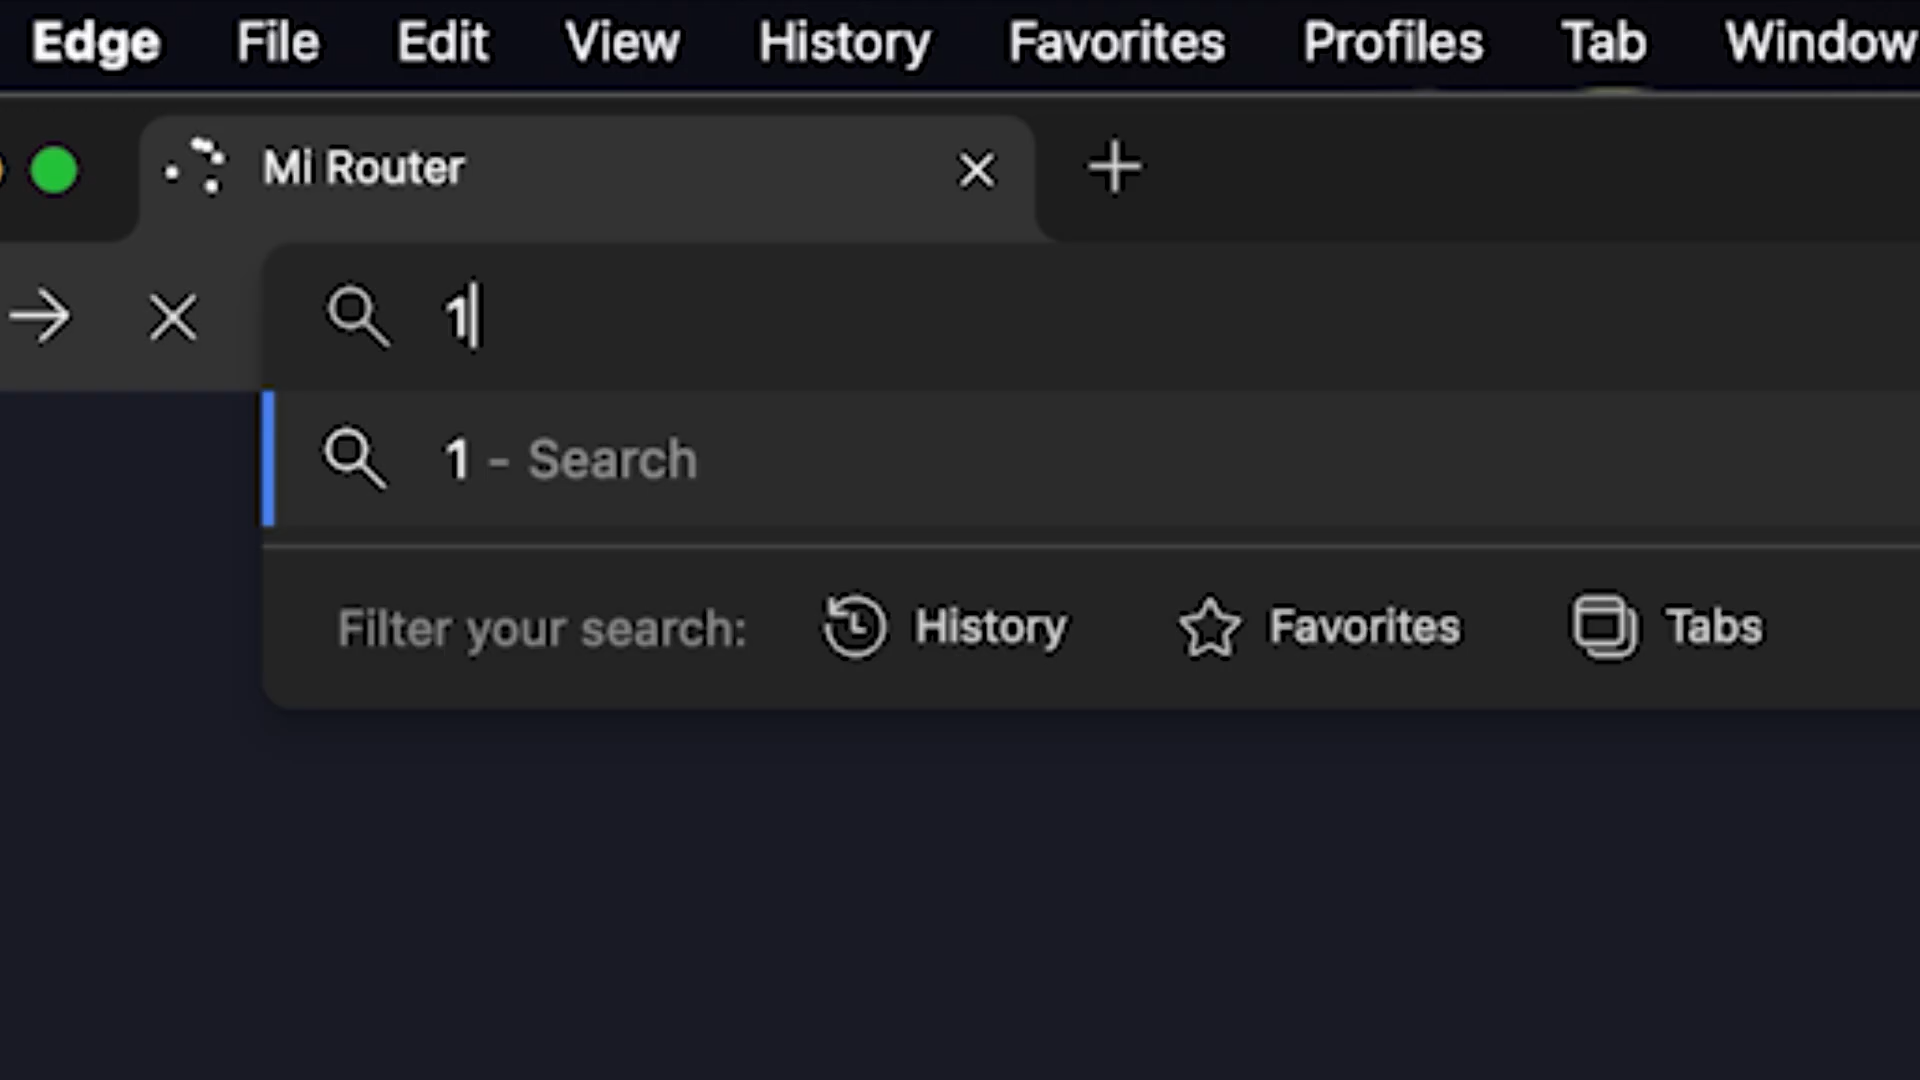 Edge File Edit View History Favorites Profiles Tab Window
Mi Router
1
1 - Search
Filter your search: History Favorites Tabs